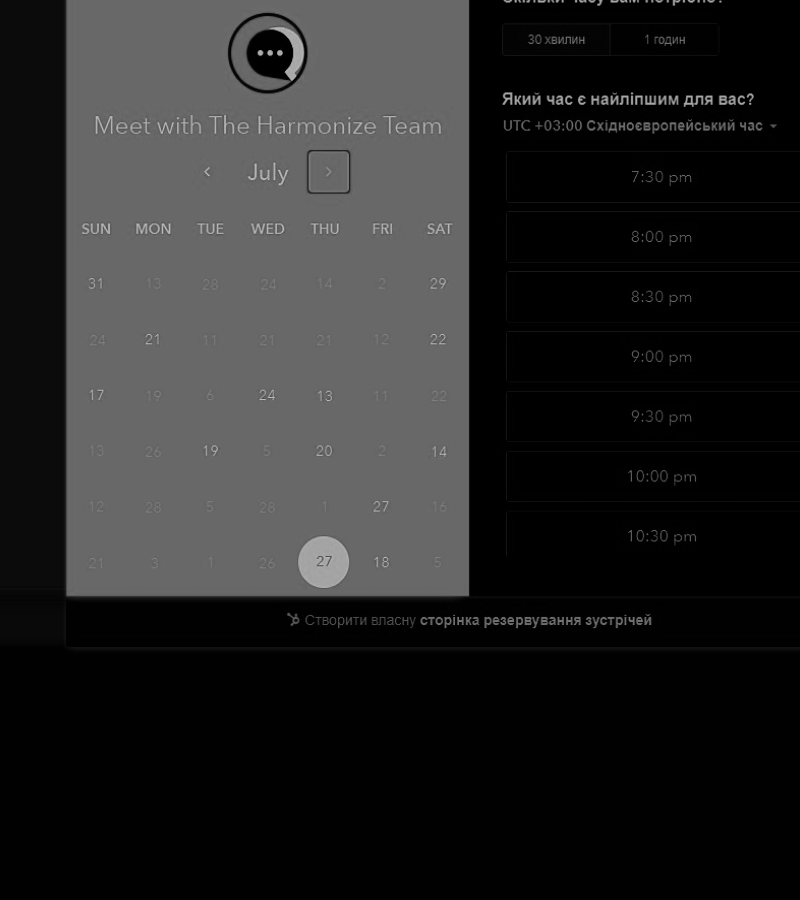 Meet with The Harmonize Team
July
SUN MON TUE WED THU FRI SAT
31 13 28 24 14 2 29
24 21 11 21 21 12 22
17 19 6 24 13 11 22
13 26 19 5 20 2 14
12 28 5 28 1 27 16
21 3 1 26 27 18 5
Скільки часу вам потрібно?
30 хвилин 1 годин
Який час є найліпшим для вас?
UTC +03:00 Східноєвропейський час
7:30 pm
8:00 pm
8:30 pm
9:00 pm
9:30 pm
10:00 pm
10:30 pm
Створити власну сторінка резервування зустрічей